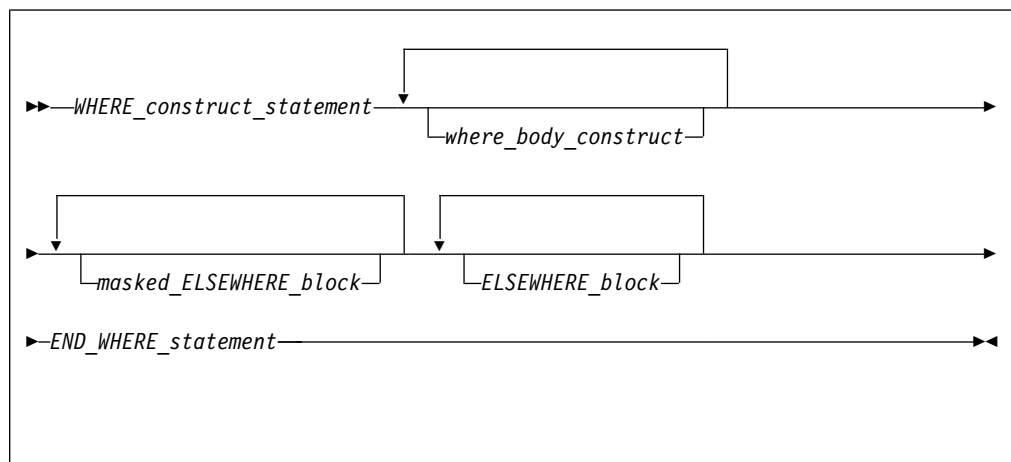 WHERE_construct_statement
where_body_construct
masked_ELSEWHERE_block
ELSEWHERE_block
END_WHERE_statement